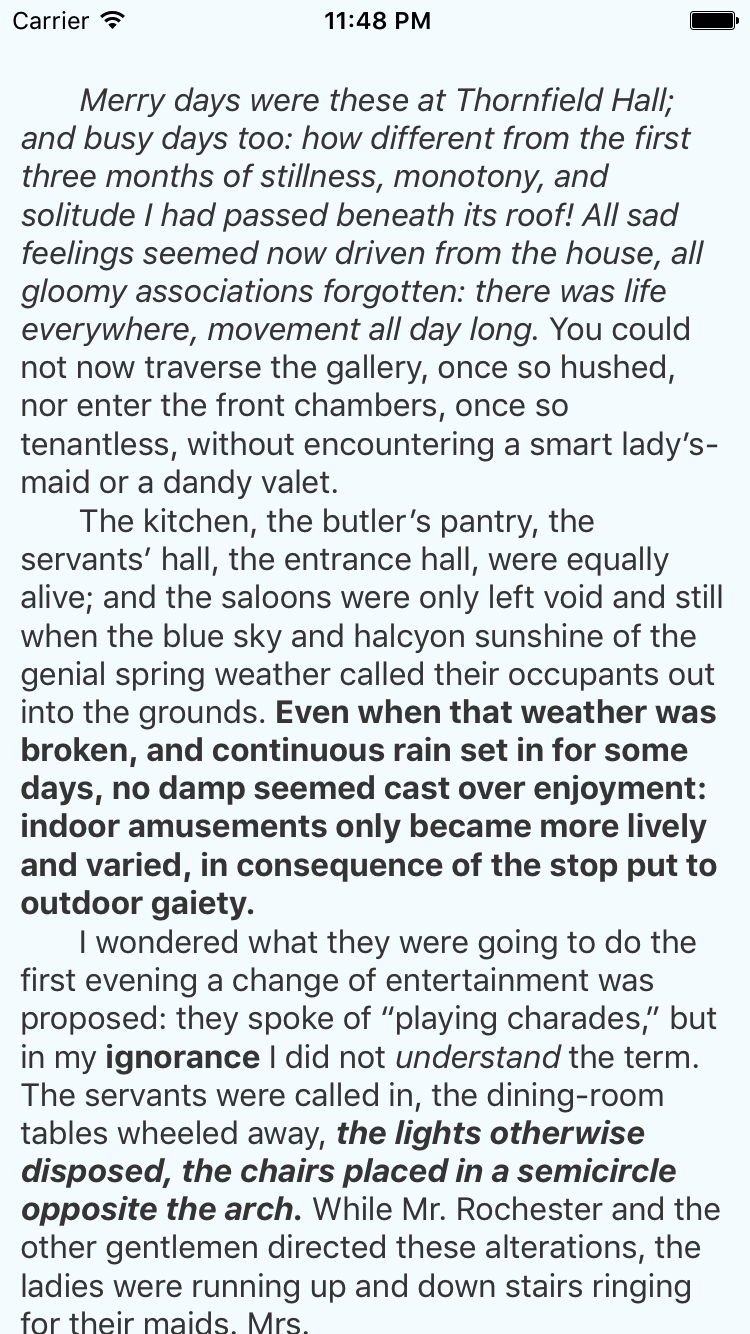 Carrier
11:48 PM
Merry days were these at Thornfield Hall;
and busy days too: how different from the first
three months of stillness, monotony, and
solitude I had passed beneath its roof! All sad
feelings seemed now driven from the house, all
gloomy associations forgotten: there was life
everywhere, movement all day long. You could
not now traverse the gallery, once so hushed,
nor enter the front chambers, once so
tenantless, without encountering a smart lady’s-
maid or a dandy valet.
The kitchen, the butler’s pantry, the
servants’ hall, the entrance hall, were equally
alive; and the saloons were only left void and still
when the blue sky and halcyon sunshine of the
genial spring weather called their occupants out
into the grounds. Even when that weather was
broken, and continuous rain set in for some
days, no damp seemed cast over enjoyment:
indoor amusements only became more lively
and varied, in consequence of the stop put to
outdoor gaiety.
I wondered what they were going to do the
first evening a change of entertainment was
proposed: they spoke of “playing charades,” but
in my ignorance I did not understand the term.
The servants were called in, the dining-room
tables wheeled away, the lights otherwise
disposed, the chairs placed in a semicircle
opposite the arch. While Mr. Rochester and the
other gentlemen directed these alterations, the
ladies were running up and down stairs ringing
for their maids. Mrs.